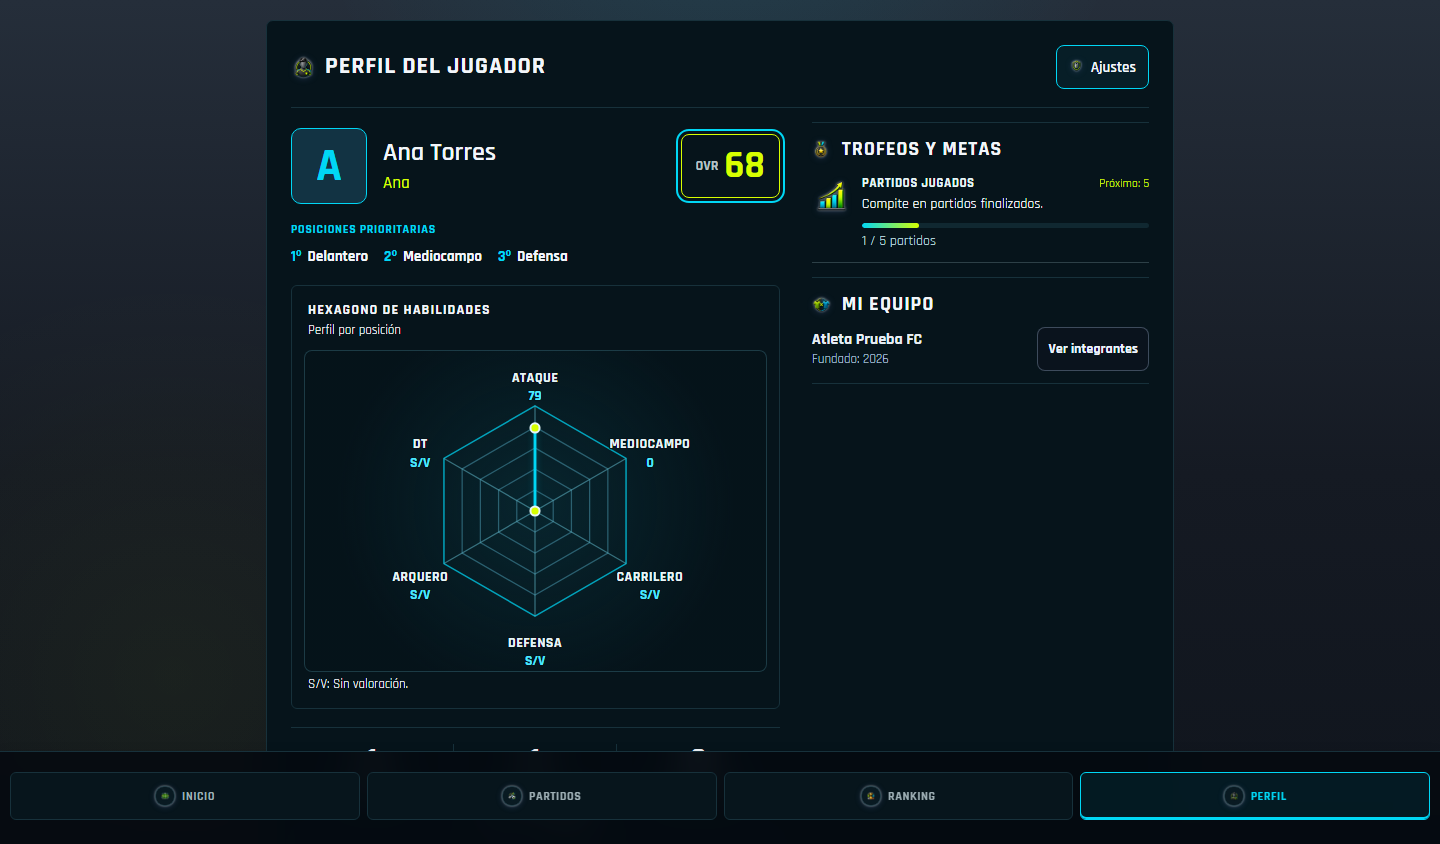 PERFIL DEL JUGADOR
Ajustes
A
Ana Torres
Ana
OVR 68
POSICIONES PRIORITARIAS
1º Delantero 2º Mediocampo 3º Defensa
HEXAGONO DE HABILIDADES
Perfil por posición
ATAQUE
79
DT
S/V
MEDIOCAMPO
0
ARQUERO
S/V
CARRILERO
S/V
DEFENSA
S/V
S/V: Sin valoración.
TROFEOS Y METAS
PARTIDOS JUGADOS
Próxima: 5
Compite en partidos finalizados.
1 / 5 partidos
MI EQUIPO
Atleta Prueba FC
Fundado: 2026
Ver integrantes
INICIO
PARTIDOS
RANKING
PERFIL